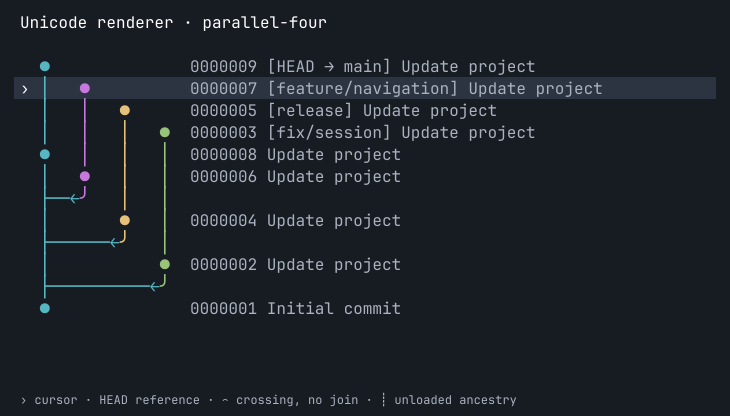 Unicode renderer · parallel-four
0000009 [HEAD → main] Update project
› 0000007 [feature/navigation] Update project
0000005 [release] Update project
0000003 [fix/session] Update project
0000008 Update project
0000006 Update project
0000004 Update project
0000002 Update project
0000001 Initial commit
› cursor · HEAD reference · ⌢ crossing, no join · ┊ unloaded ancestry